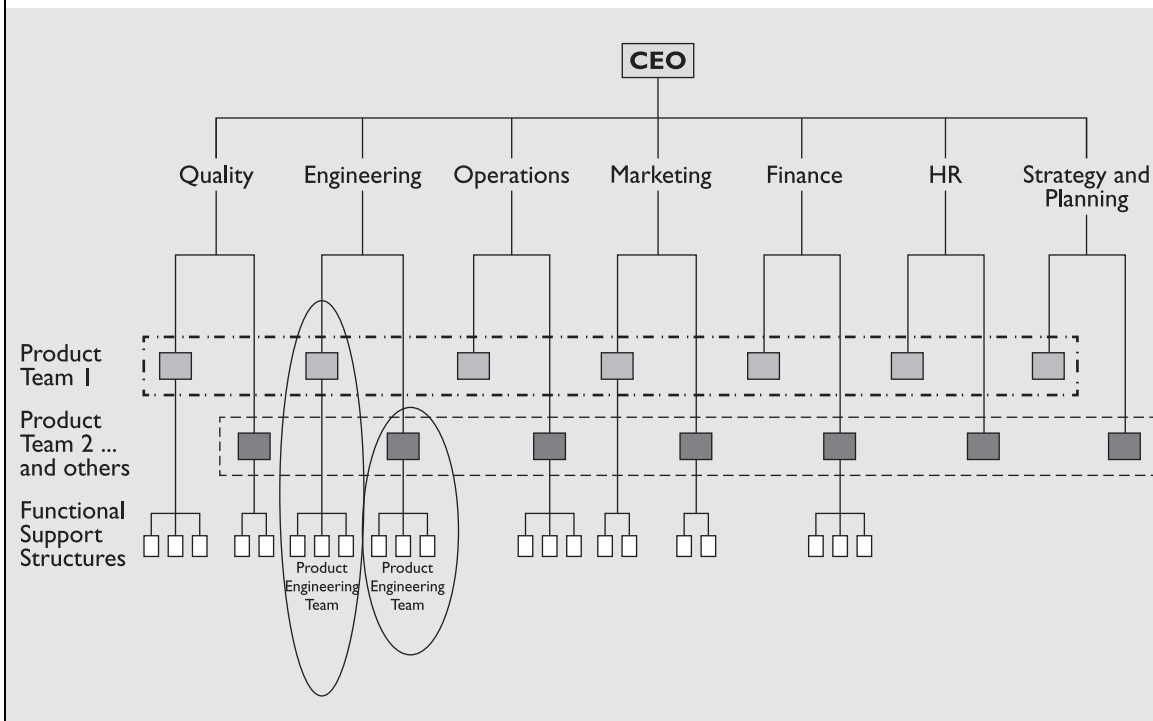 CEO
Quality
Engineering
Operations
Marketing
Finance
HR
Strategy and
Planning
Product
Team 1
Product
Team 2 ...
and others
Functional
Support
Structures
Product
Engineering
Team
Product
Engineering
Team